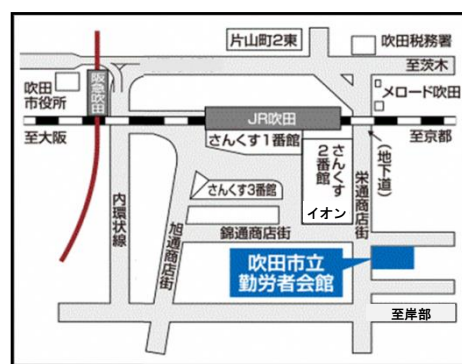 片山町2東
吹田税務署
至茨木
吹田
市役所
阪急吹田
メロード吹田
JR吹田
至大阪
さんくす1番館
さんくす
2番館
(地下道)
至京都
内環状線
さんくす3番館
旭通商店街
錦通商店街
イオン
栄通商店街
吹田市立
勤労者会館
至岸部